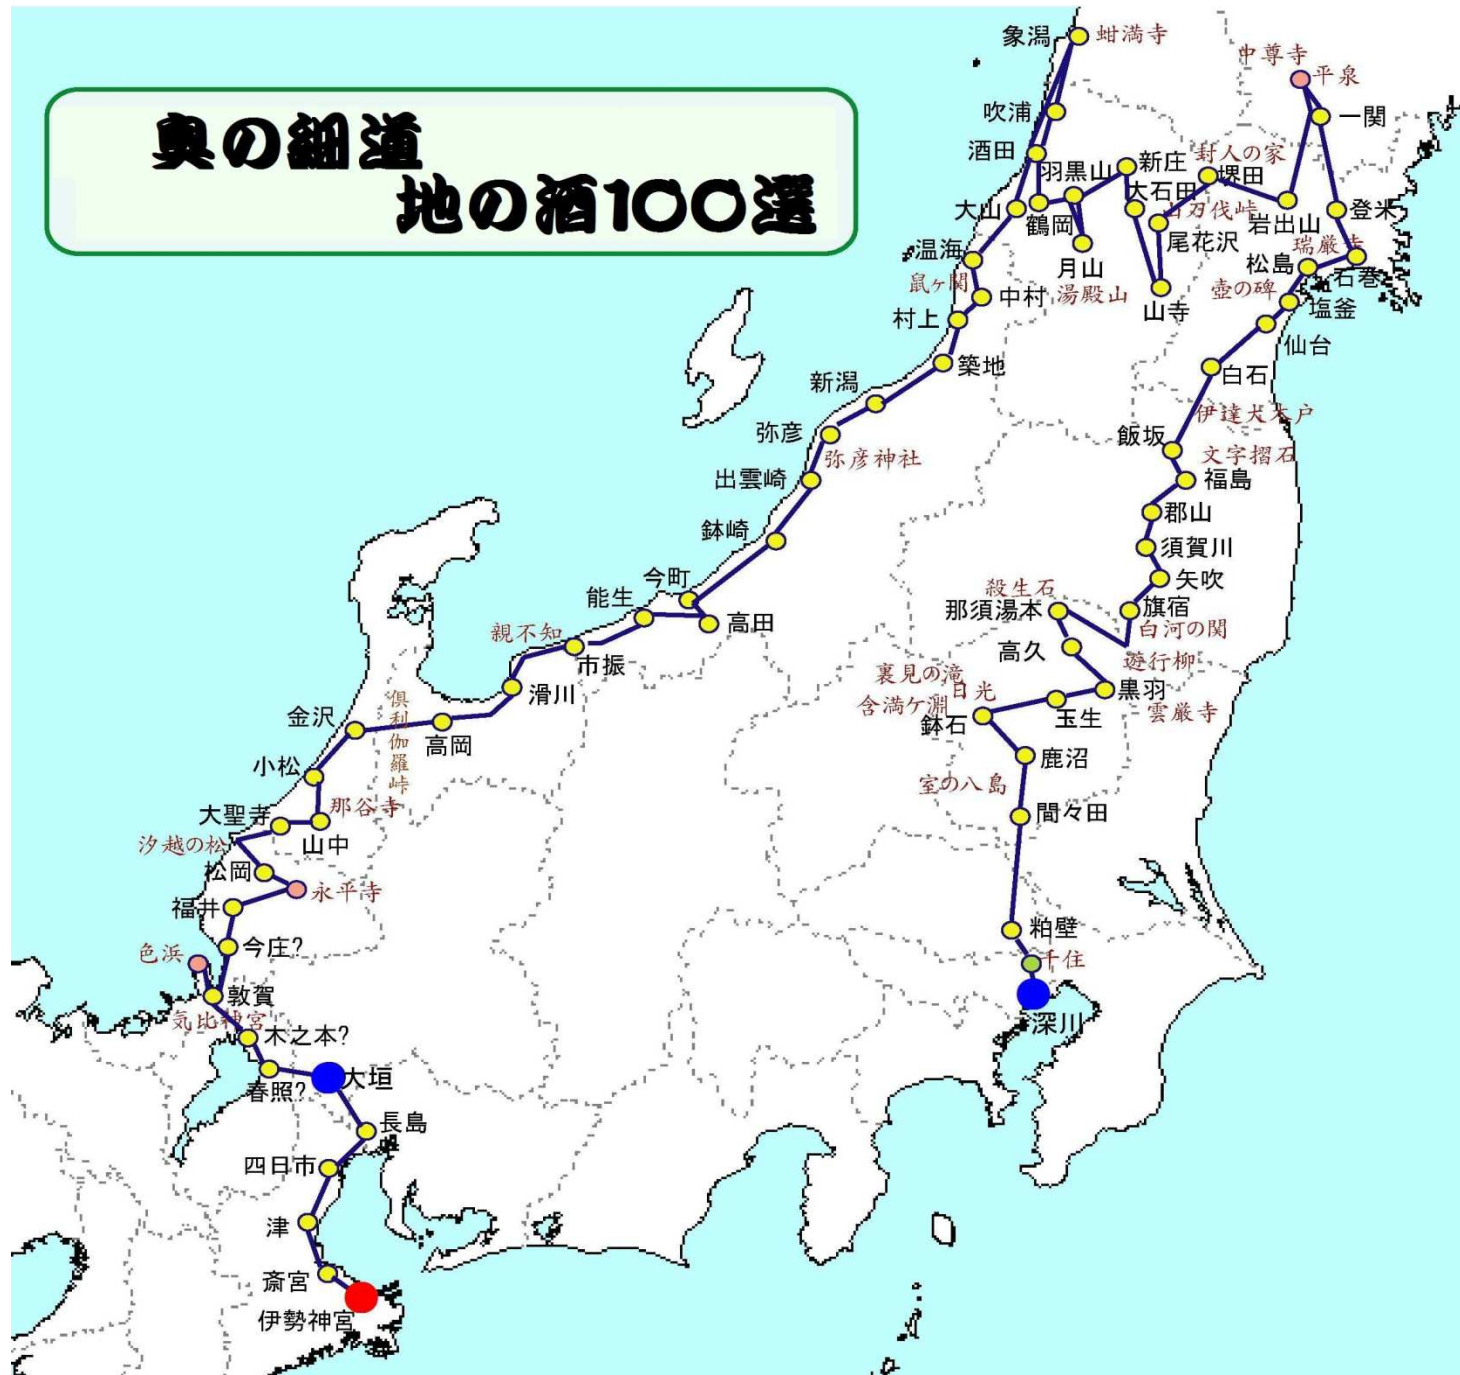 奥の細道
地の酒100選
象潟
蚶満寺
中尊寺
平泉
一関
吹浦
酒田
羽黒山
新庄
封人の家
堺田
大石田
山刃伐峠
尾花沢
岩出山
登米
大山
鶴岡
瑞厳寺
松島
石巻
温海
月山
鼠ヶ関
中村
湯殿山
山寺
壺の碑
塩釜
村上
仙台
築地
白石
新潟
伊達犬木戸
弥彦
飯坂
弥彦神社
文字摺石
出雲崎
福島
郡山
鉢崎
須賀川
今町
矢吹
能生
殺生石
那須湯本
旗宿
高田
白河の関
親不知
市振
高久
遊行柳
裏見の滝
日光
滑川
黒羽
含満ケ淵
玉生
雲厳寺
倶利伽羅峠
金沢
高岡
鉢石
小松
鹿沼
室の八島
大聖寺
那谷寺
間々田
汐越の松
山中
松岡
永平寺
福井
粕壁
今庄?
色浜
千住
敦賀
気比神宮
深川
木之本?
大垣
春照?
長島
四日市
津
斎宮
伊勢神宮